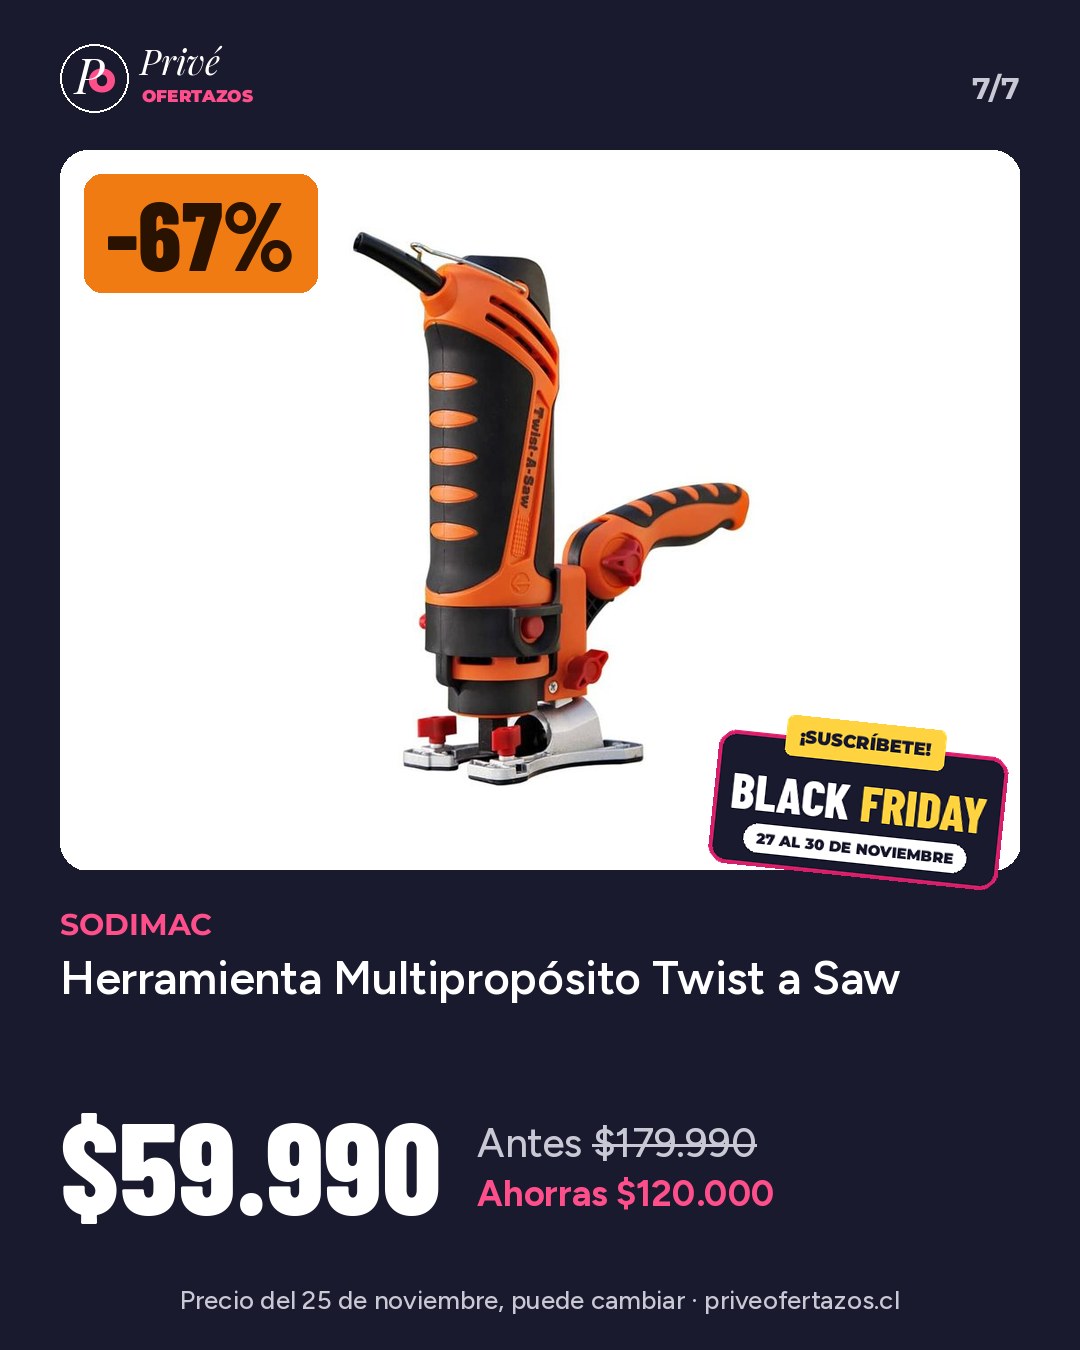 Privé
OFERTAZOS
7/7
-67%
Twist-A-Saw
¡SUSCRÍBETE!
BLACK FRIDAY
27 AL 30 DE NOVIEMBRE
SODIMAC
Herramienta Multipropósito Twist a Saw
$59.990
Antes $179.990
Ahorras $120.000
Precio del 25 de noviembre, puede cambiar · priveofertazos.cl